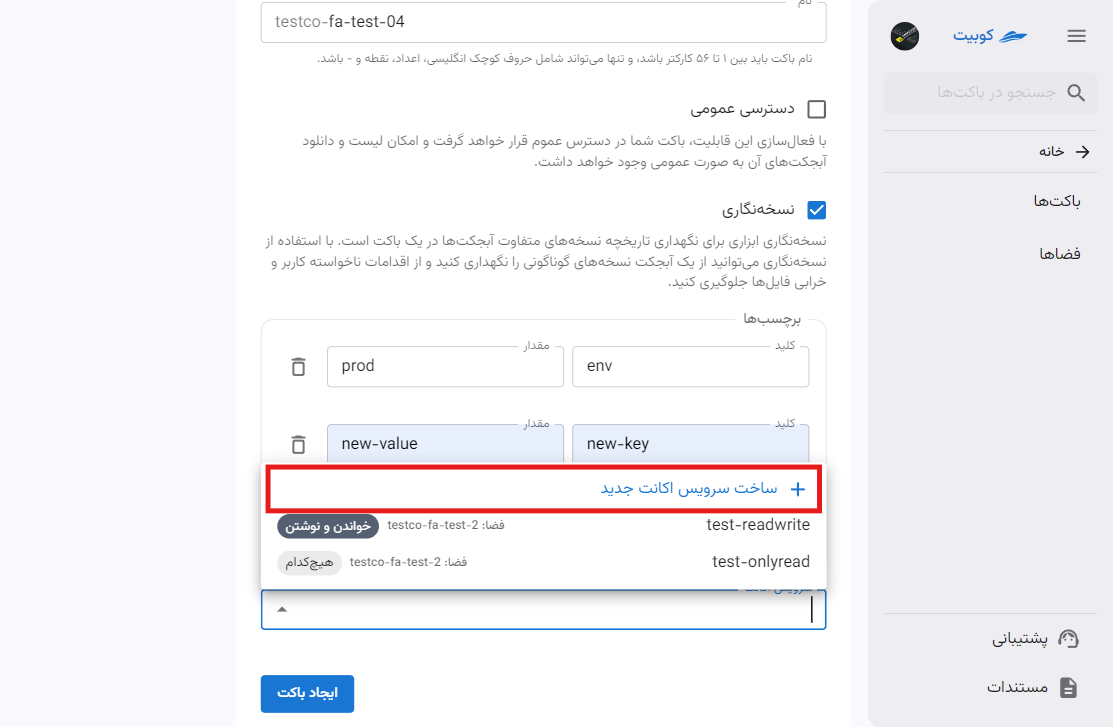 کوبیت
جستجو در باکت‌ها
خانه
باکت‌ها
فضاها
پشتیبانی
مستندات
نام
testco-fa-test-04
نام باکت باید بین ۱ تا ۵۶ کارکتر باشد، و تنها می‌تواند شامل حروف کوچک انگلیسی، اعداد، نقطه و - باشد.
دسترسی عمومی
با فعال‌سازی این قابلیت، باکت شما در دسترس عموم قرار خواهد گرفت و امکان لیست و دانلود
آبجکت‌های آن به صورت عمومی وجود خواهد داشت.
نسخه‌نگاری
نسخه‌نگاری ابزاری برای نگهداری تاریخچه نسخه‌های متفاوت آبجکت‌ها در یک باکت است. با استفاده از
نسخه‌نگاری می‌توانید از یک آبجکت نسخه‌های گوناگونی را نگهداری کنید و از اقدامات ناخواسته کاربر و
خرابی فایل‌ها جلوگیری کنید.
برچسب‌ها
کلید مقدار
env prod
کلید مقدار
new-key new-value
+ ساخت سرویس اکانت جدید
test-readwrite فضا: testco-fa-test-2 خواندن و نوشتن
test-onlyread فضا: testco-fa-test-2 هیچ‌کدام
سرویس اکانت
ایجاد باکت